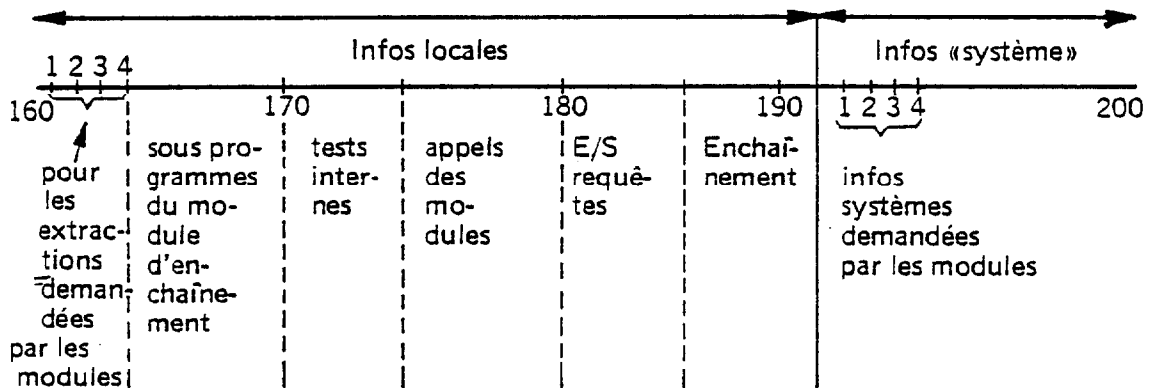 Infos locales
Infos «système»
1 2 3 4
160
170
180
190
1 2 3 4
200
pour
les
extrac-
tions
deman-
dées
par les
modules
sous pro-
grammes
du mo-
dule
d'en-
chaîne-
ment
tests
inter-
nes
appels
des
mo-
dules
E/S
requê-
tes
Enchaî-
nement
infos
systèmes
demandées
par les modules